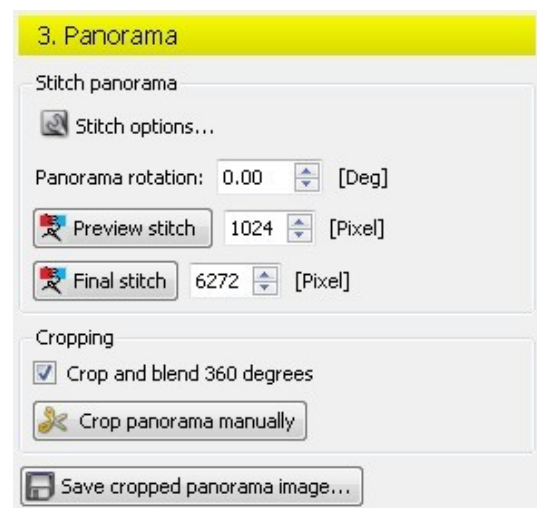 3. Panorama
Stitch panorama
Stitch options...
Panorama rotation: 0.00 [Deg]
Preview stitch 1024 [Pixel]
Final stitch 6272 [Pixel]
Cropping
Crop and blend 360 degrees
Crop panorama manually
Save cropped panorama image...